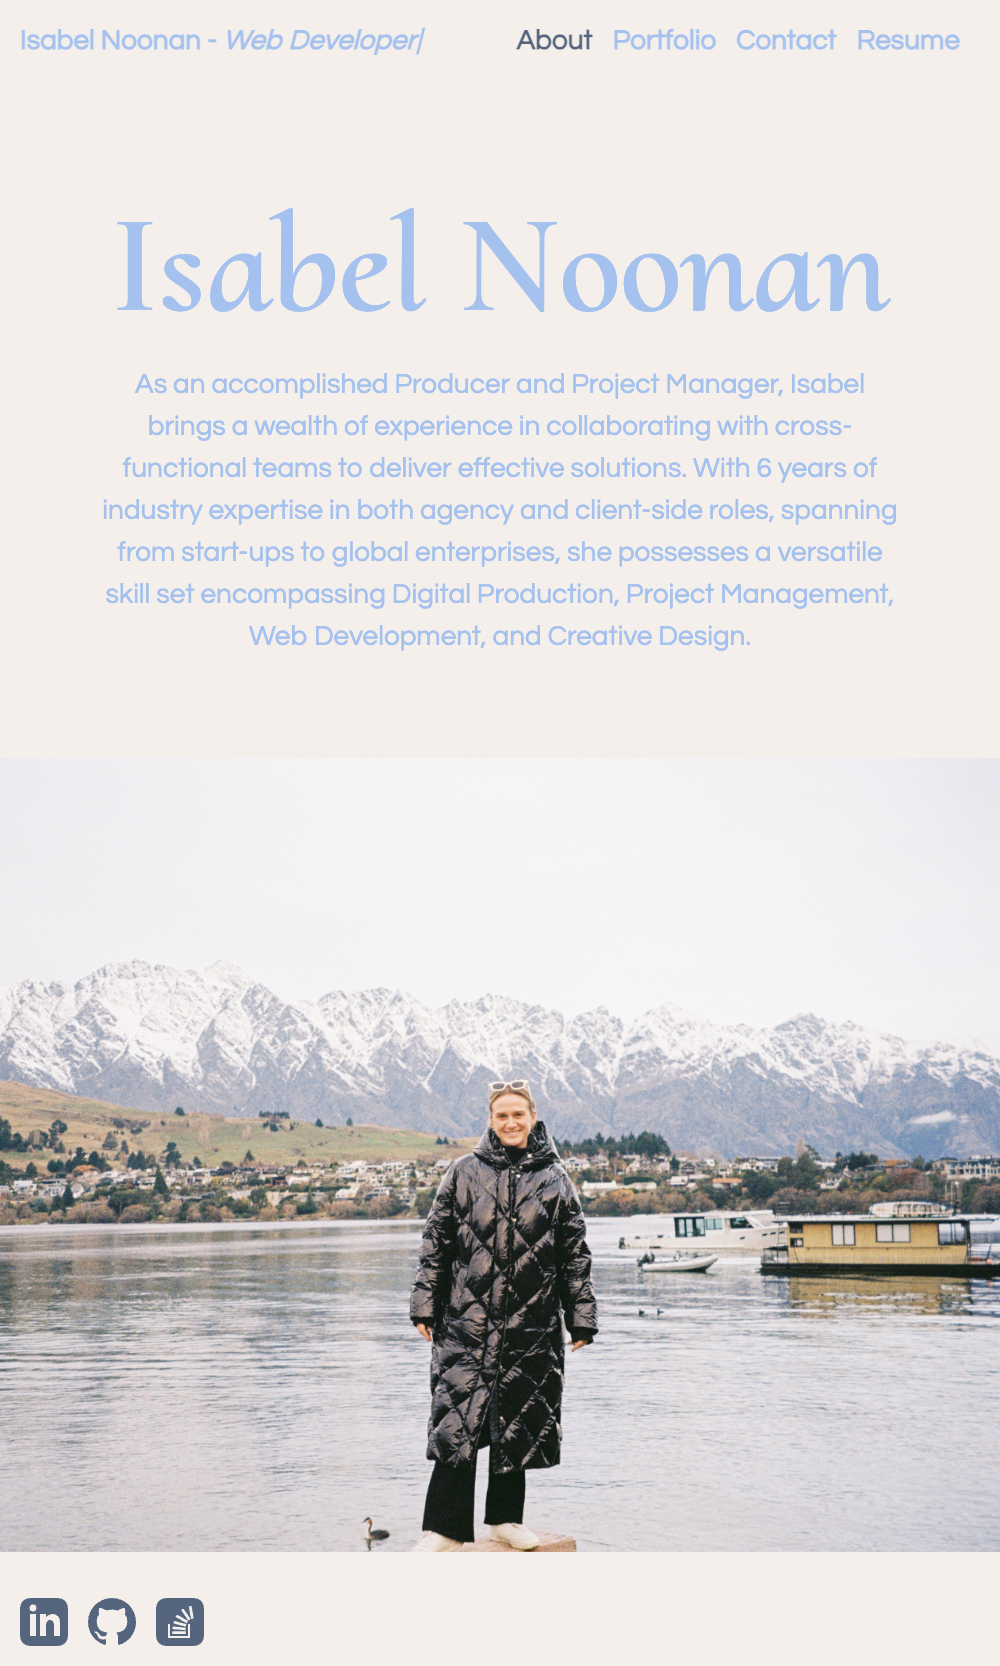 Isabel Noonan - Web Developer|
About Portfolio Contact Resume
Isabel Noonan
As an accomplished Producer and Project Manager, Isabel
brings a wealth of experience in collaborating with cross-
functional teams to deliver effective solutions. With 6 years of
industry expertise in both agency and client-side roles, spanning
from start-ups to global enterprises, she possesses a versatile
skill set encompassing Digital Production, Project Management,
Web Development, and Creative Design.
in